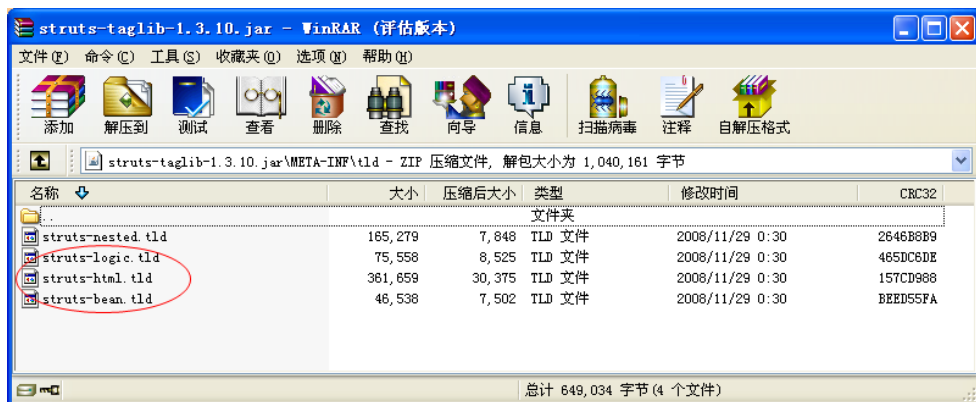 struts-taglib-1.3.10.jar - WinRAR (评估版本)
文件(F) 命令(C) 工具(S) 收藏夹(O) 选项(N) 帮助(H)
添加 解压到 测试 查看 删除 查找 向导 信息 扫描病毒 注释 自解压格式
struts-taglib-1.3.10.jar\META-INF\tld - ZIP 压缩文件, 解包大小为 1,040,161 字节
名称 大小 压缩后大小 类型 修改时间 CRC32
.. 文件夹
struts-nested.tld 165,279 7,848 TLD 文件 2008/11/29 0:30 2646B8B9
struts-logic.tld 75,558 8,525 TLD 文件 2008/11/29 0:30 465DC6DE
struts-html.tld 361,659 30,375 TLD 文件 2008/11/29 0:30 157CD988
struts-bean.tld 46,538 7,502 TLD 文件 2008/11/29 0:30 BEED55FA
总计 649,034 字节(4 个文件)